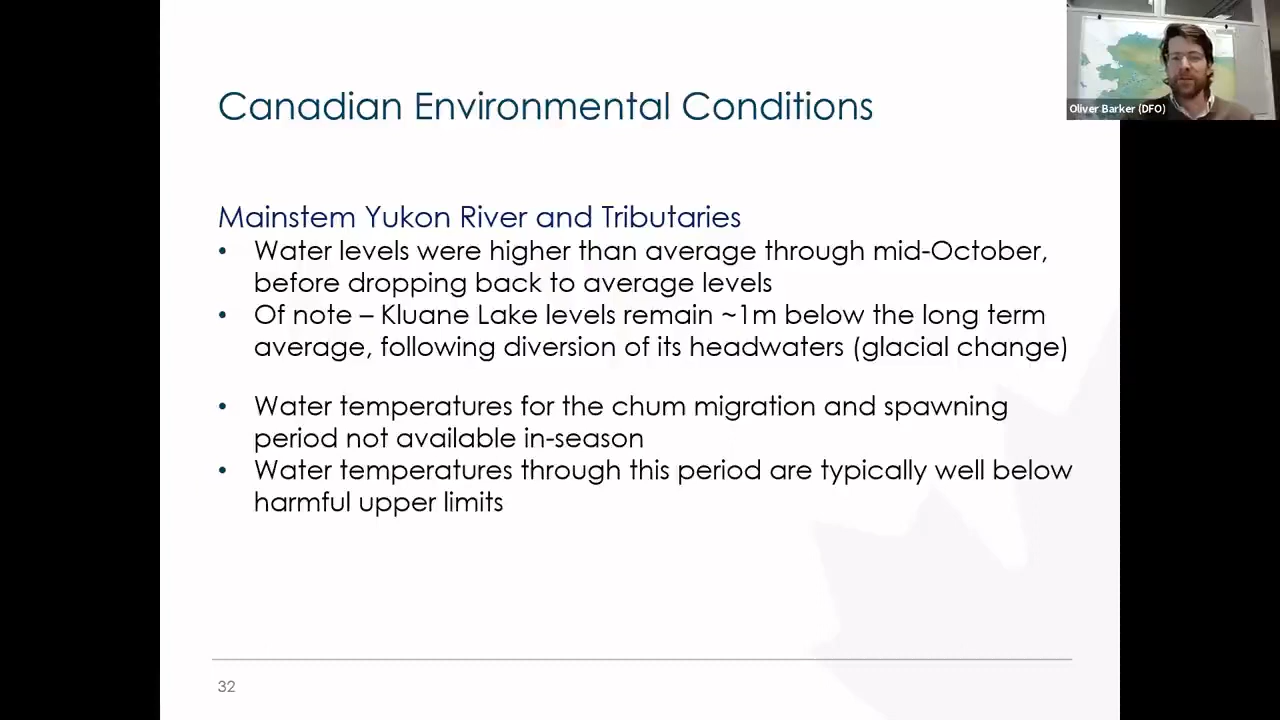 Canadian Environmental Conditions
Oliver Barker (DFO)
Mainstem Yukon River and Tributaries
• Water levels were higher than average through mid-October,
before dropping back to average levels
• Of note – Kluane Lake levels remain ~1m below the long term
average, following diversion of its headwaters (glacial change)
• Water temperatures for the chum migration and spawning
period not available in-season
• Water temperatures through this period are typically well below
harmful upper limits
32